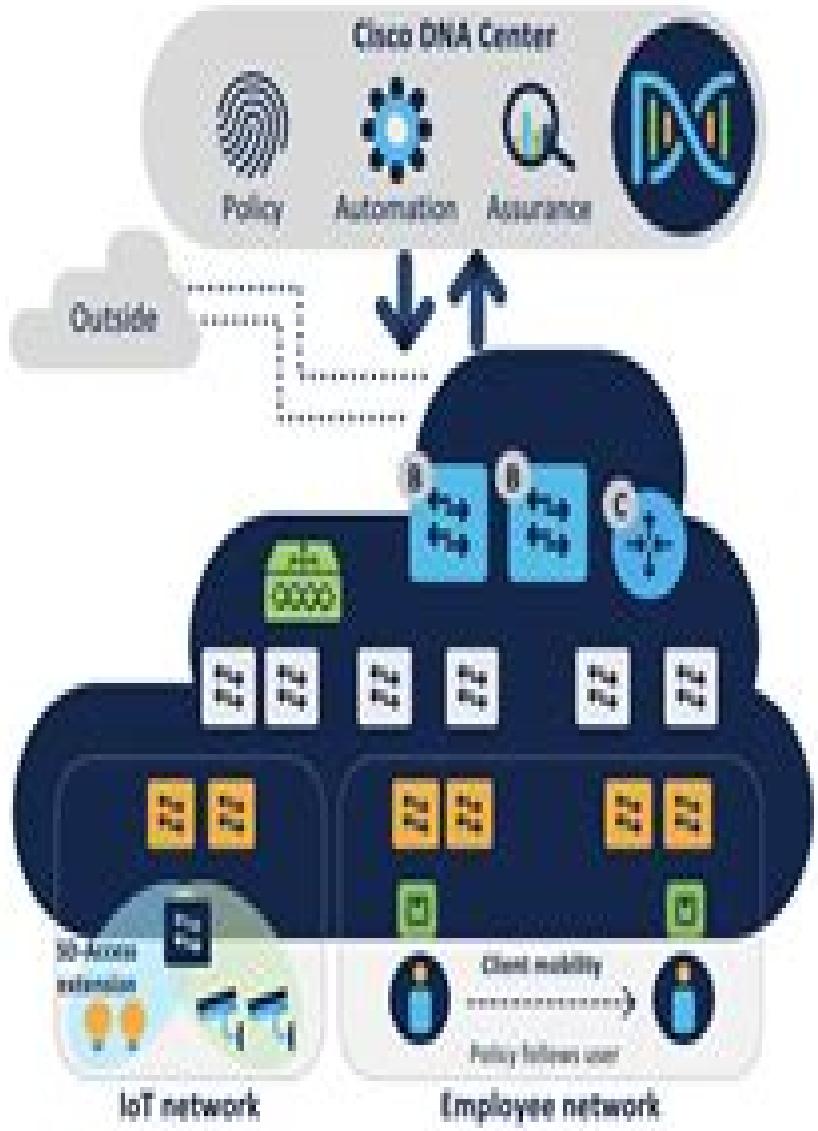 Cisco DNA Center
Policy
Automation
Assurance
Outside
B
B
C
SD-Access
extension
Client mobility
Policy follows user
IoT network
Employee network